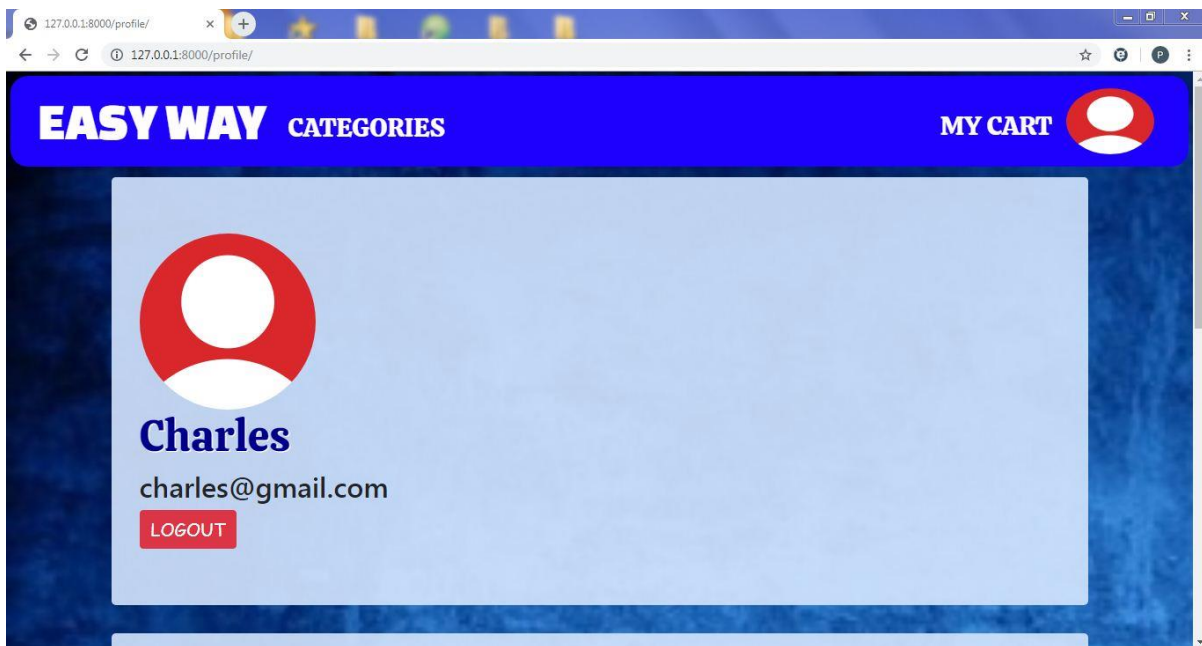 127.0.0.1:8000/profile/
127.0.0.1:8000/profile/
P
EASY WAY CATEGORIES MY CART
Charles
charles@gmail.com
LOGOUT